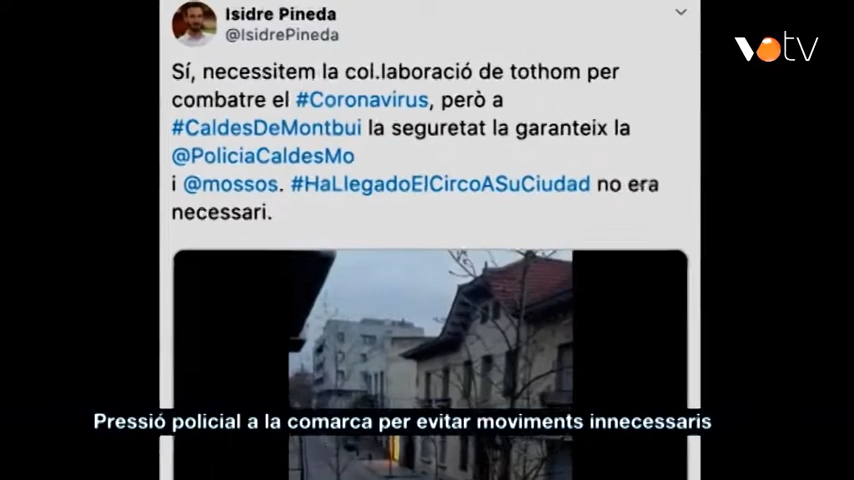 Isidre Pineda
@IsidrePineda
votv
Sí, necessitem la col.laboració de tothom per
combatre el #Coronavirus, però a
#CaldesDeMontbui la seguretat la garanteix la
@PoliciaCaldesMo
i @mossos. #HaLlegadoElCircoASuCiudad no era
necessari.
Pressió policial a la comarca per evitar moviments innecessaris